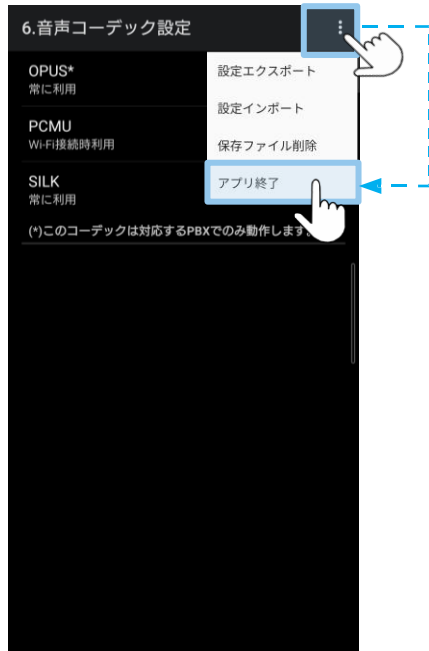 6.音声コーデック設定
OPUS*
常に利用
設定エクスポート
設定インポート
PCMU
Wi-Fi接続時利用
保存ファイル削除
SILK
常に利用
アプリ終了
(*)このコーデックは対応するPBXでのみ動作します